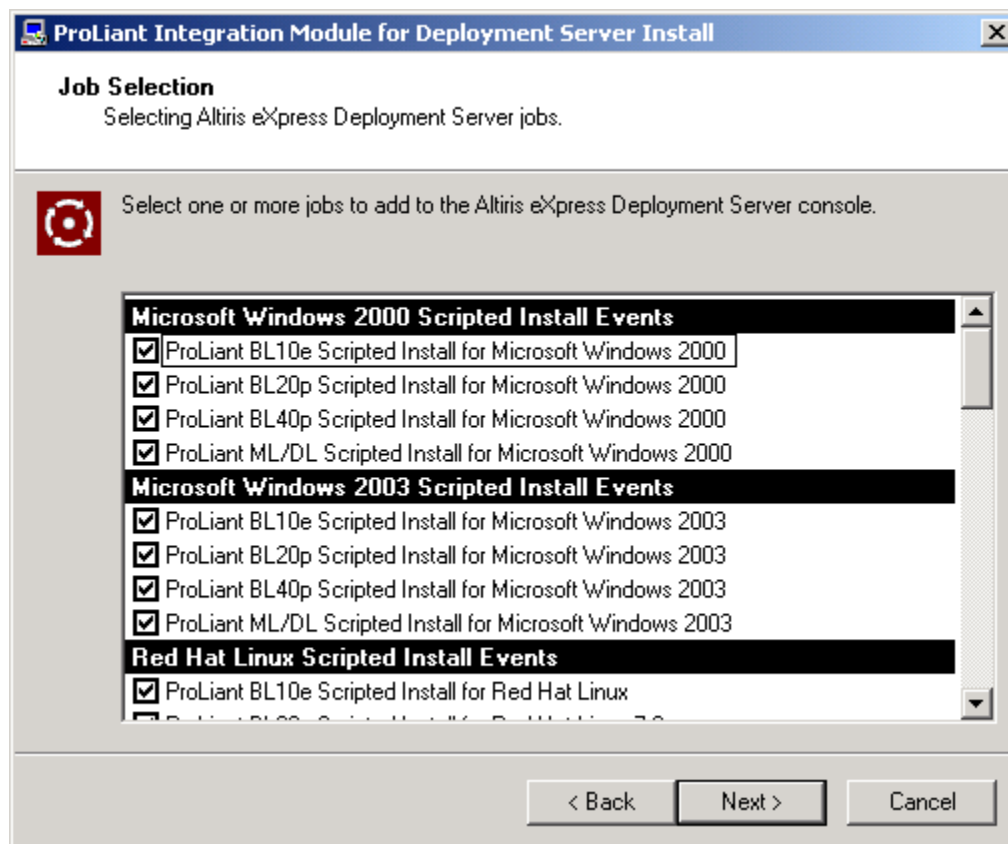 ProLiant Integration Module for Deployment Server Install
Job Selection
Selecting Altiris eXpress Deployment Server jobs.
Select one or more jobs to add to the Altiris eXpress Deployment Server console.
Microsoft Windows 2000 Scripted Install Events
ProLiant BL10e Scripted Install for Microsoft Windows 2000
ProLiant BL20p Scripted Install for Microsoft Windows 2000
ProLiant BL40p Scripted Install for Microsoft Windows 2000
ProLiant ML/DL Scripted Install for Microsoft Windows 2000
Microsoft Windows 2003 Scripted Install Events
ProLiant BL10e Scripted Install for Microsoft Windows 2003
ProLiant BL20p Scripted Install for Microsoft Windows 2003
ProLiant BL40p Scripted Install for Microsoft Windows 2003
ProLiant ML/DL Scripted Install for Microsoft Windows 2003
Red Hat Linux Scripted Install Events
ProLiant BL10e Scripted Install for Red Hat Linux
< Back
Next >
Cancel